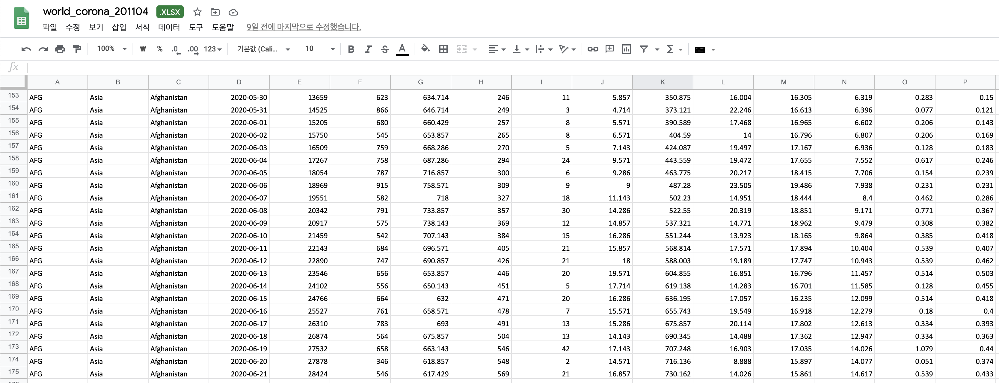 world_corona_201104 .XLSX
파일 수정 보기 삽입 서식 데이터 도구 도움말 9일 전에 마지막으로 수정했습니다.
100% ₩ % .0 .00 123 기본값 (Cali... 10 B I S A
fx
A B C D E F G H I J K L M N O P
153 AFG Asia Afghanistan 2020-05-30 13659 623 634.714 246 11 5.857 350.875 16.004 16.305 6.319 0.283 0.15
154 AFG Asia Afghanistan 2020-05-31 14525 866 646.714 249 3 4.714 373.121 22.246 16.613 6.396 0.077 0.121
155 AFG Asia Afghanistan 2020-06-01 15205 680 660.429 257 8 5.571 390.589 17.468 16.965 6.602 0.206 0.143
156 AFG Asia Afghanistan 2020-06-02 15750 545 653.857 265 8 6.571 404.59 14 16.796 6.807 0.206 0.169
157 AFG Asia Afghanistan 2020-06-03 16509 759 668.286 270 5 7.143 424.087 19.497 17.167 6.936 0.128 0.183
158 AFG Asia Afghanistan 2020-06-04 17267 758 687.286 294 24 9.571 443.559 19.472 17.655 7.552 0.617 0.246
159 AFG Asia Afghanistan 2020-06-05 18054 787 716.857 300 6 9.286 463.775 20.217 18.415 7.706 0.154 0.239
160 AFG Asia Afghanistan 2020-06-06 18969 915 758.571 309 9 9 487.28 23.505 19.486 7.938 0.231 0.231
161 AFG Asia Afghanistan 2020-06-07 19551 582 718 327 18 11.143 502.23 14.951 18.444 8.4 0.462 0.286
162 AFG Asia Afghanistan 2020-06-08 20342 791 733.857 357 30 14.286 522.55 20.319 18.851 9.171 0.771 0.367
163 AFG Asia Afghanistan 2020-06-09 20917 575 738.143 369 12 14.857 537.321 14.771 18.962 9.479 0.308 0.382
164 AFG Asia Afghanistan 2020-06-10 21459 542 707.143 384 15 16.286 551.244 13.923 18.165 9.864 0.385 0.418
165 AFG Asia Afghanistan 2020-06-11 22143 684 696.571 405 21 15.857 568.814 17.571 17.894 10.404 0.539 0.407
166 AFG Asia Afghanistan 2020-06-12 22890 747 690.857 426 21 18 588.003 19.189 17.747 10.943 0.539 0.462
167 AFG Asia Afghanistan 2020-06-13 23546 656 653.857 446 20 19.571 604.855 16.851 16.796 11.457 0.514 0.503
168 AFG Asia Afghanistan 2020-06-14 24102 556 650.143 451 5 17.714 619.138 14.283 16.701 11.585 0.128 0.455
169 AFG Asia Afghanistan 2020-06-15 24766 664 632 471 20 16.286 636.195 17.057 16.235 12.099 0.514 0.418
170 AFG Asia Afghanistan 2020-06-16 25527 761 658.571 478 7 15.571 655.743 19.549 16.918 12.279 0.18 0.4
171 AFG Asia Afghanistan 2020-06-17 26310 783 693 491 13 15.286 675.857 20.114 17.802 12.613 0.334 0.393
172 AFG Asia Afghanistan 2020-06-18 26874 564 675.857 504 13 14.143 690.345 14.488 17.362 12.947 0.334 0.363
173 AFG Asia Afghanistan 2020-06-19 27532 658 663.143 546 42 17.143 707.248 16.903 17.035 14.026 1.079 0.44
174 AFG Asia Afghanistan 2020-06-20 27878 346 618.857 548 2 14.571 716.136 8.888 15.897 14.077 0.051 0.374
175 AFG Asia Afghanistan 2020-06-21 28424 546 617.429 569 21 16.857 730.162 14.026 15.861 14.617 0.539 0.433